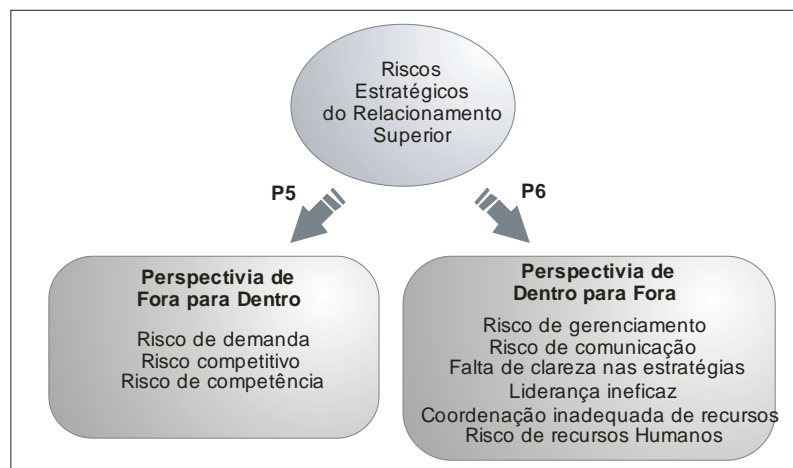 Riscos
Estratégicos
do Relacionamento
Superior
P5
P6
Perspectivia de
Fora para Dentro
Risco de demanda
Risco competitivo
Risco de competência
Perspectivia de
Dentro para Fora
Risco de gerenciamento
Risco de comunicação
Falta de clareza nas estratégias
Liderança ineficaz
Coordenação inadequada de recursos
Risco de recursos Humanos